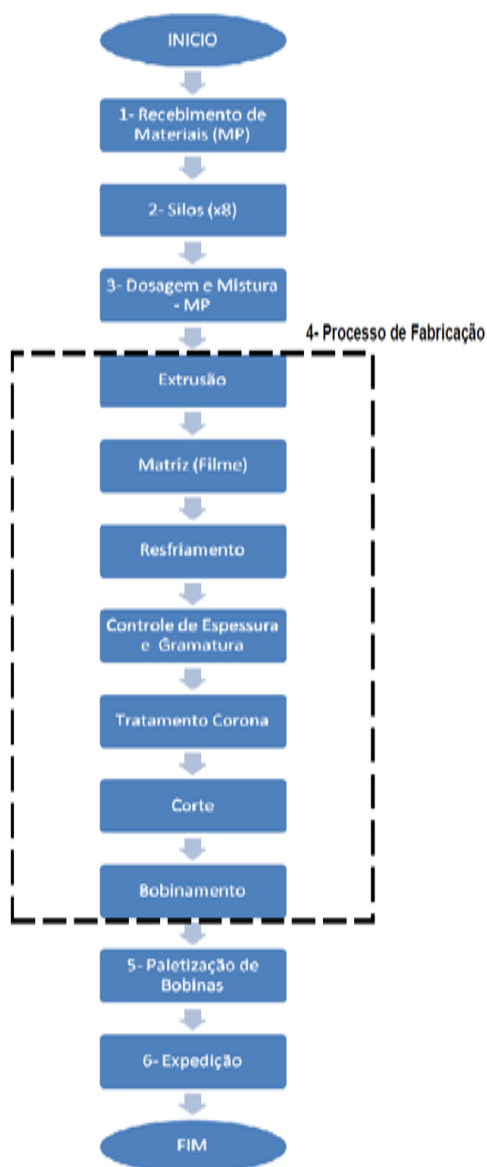 INICIO
1- Recebimento de
Materiais (MP)
2- Silos (x8)
3- Dosagem e Mistura
- MP
4- Processo de Fabricação
Extrusão
Matriz (Filme)
Resfriamento
Controle de Espessura
e Gramatura
Tratamento Corona
Corte
Bobinamento
5- Paletização de
Bobinas
6- Expedição
FIM